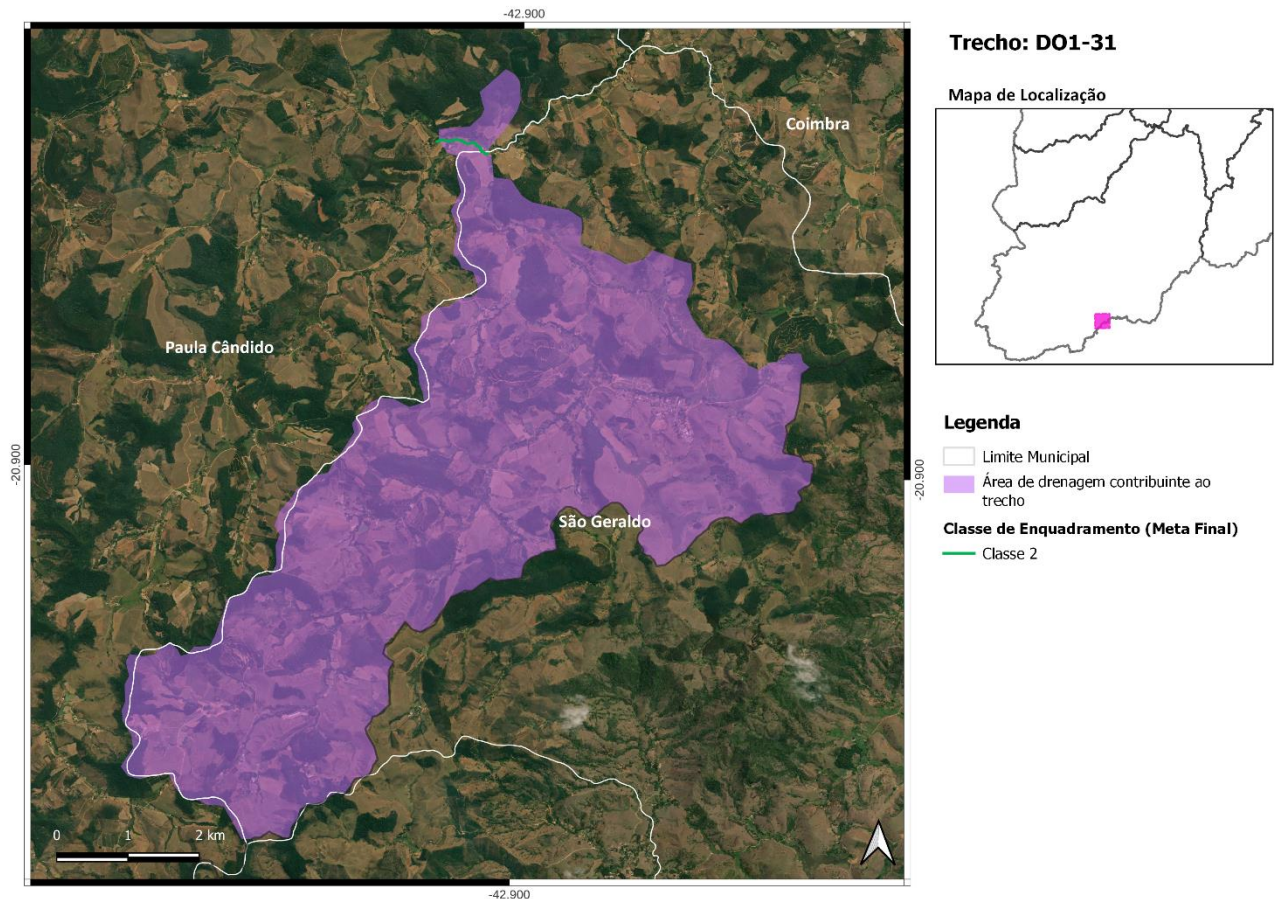 -42.900
Trecho: DO1-31
Mapa de Localização
Coimbra
Paula Cândido
-20.900
-20.900
São Geraldo
Legenda
Limite Municipal
Área de drenagem contribuinte ao
trecho
Classe de Enquadramento (Meta Final)
Classe 2
0 1 2 km
-42.900